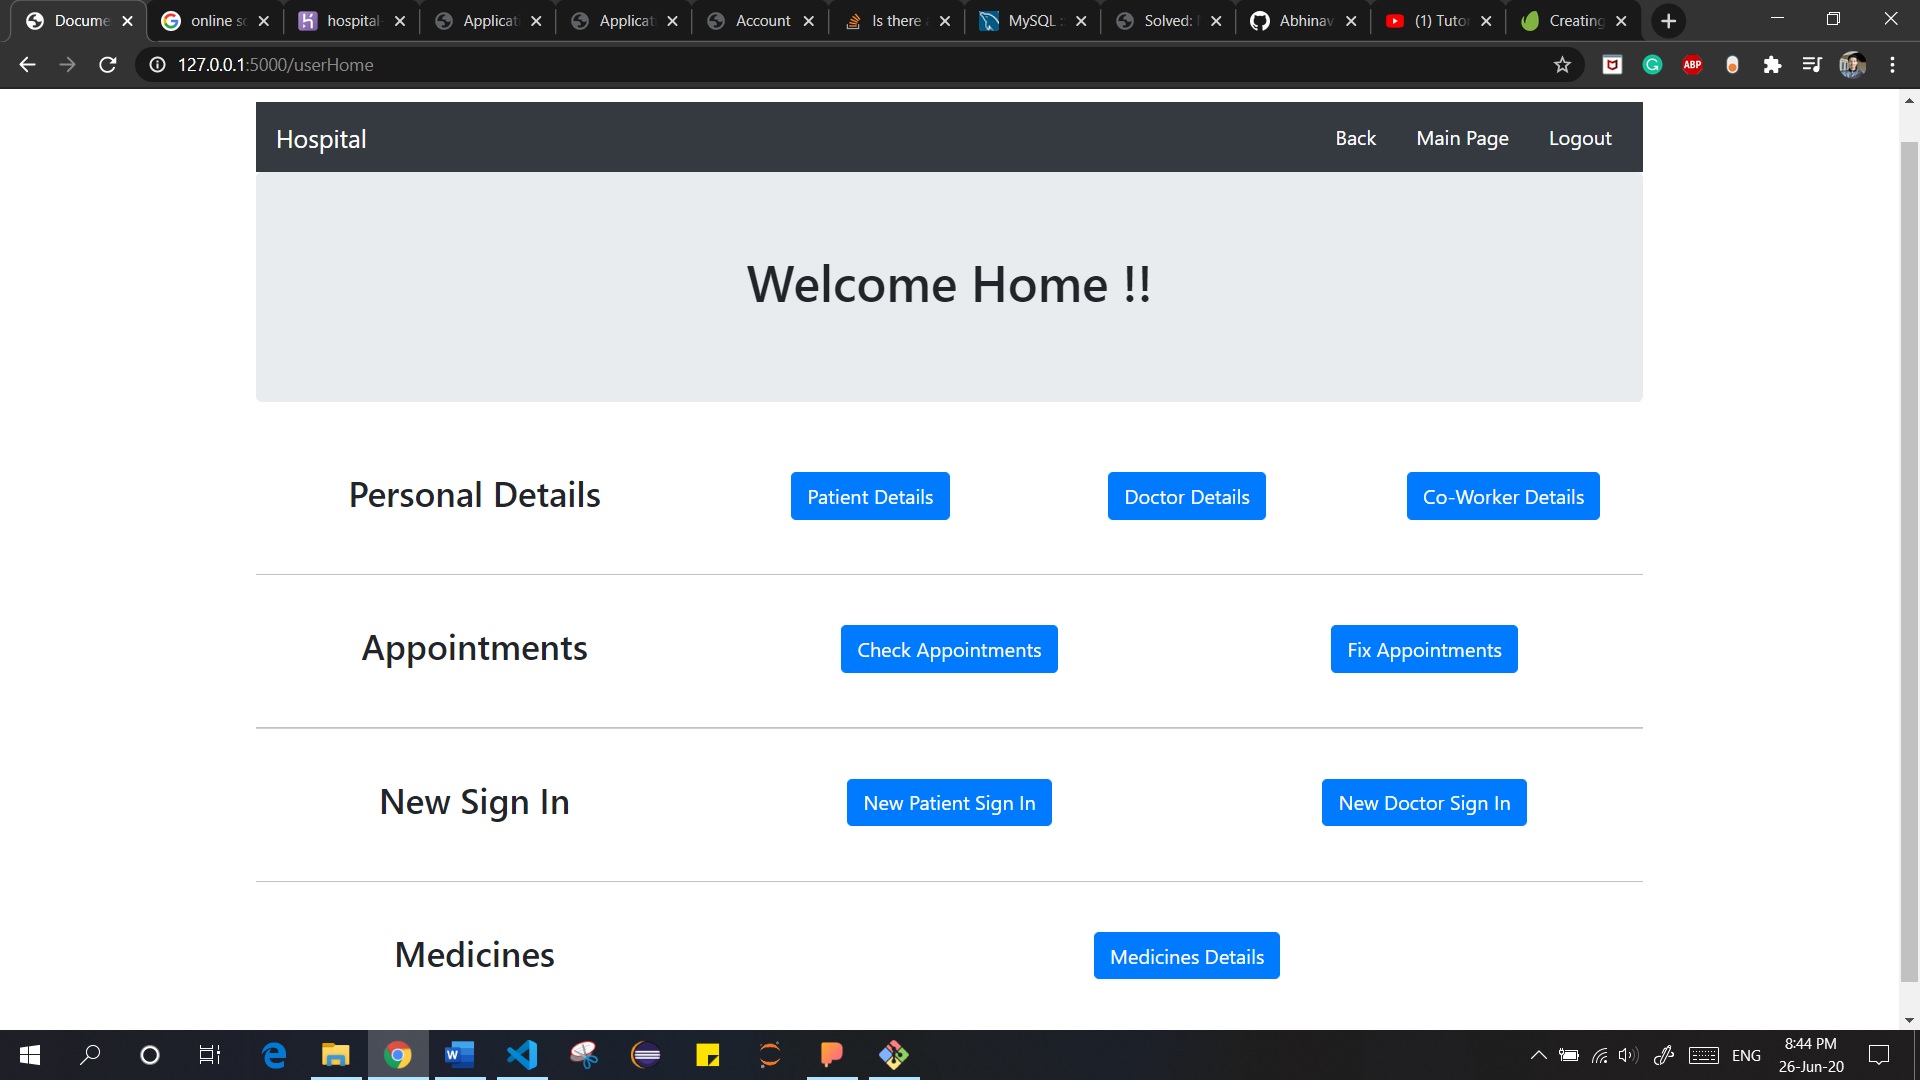 Docume
online s
hospital
Applicat
Applicat
Account
Is there
MySQL
Solved:
Abhinav
(1) Tuto
Creating
127.0.0.1:5000/userHome
ABP
Hospital
Back Main Page Logout
Welcome Home !!
Personal Details Patient Details Doctor Details Co-Worker Details
Appointments Check Appointments Fix Appointments
New Sign In New Patient Sign In New Doctor Sign In
Medicines Medicines Details
ENG
8:44 PM
26-Jun-20